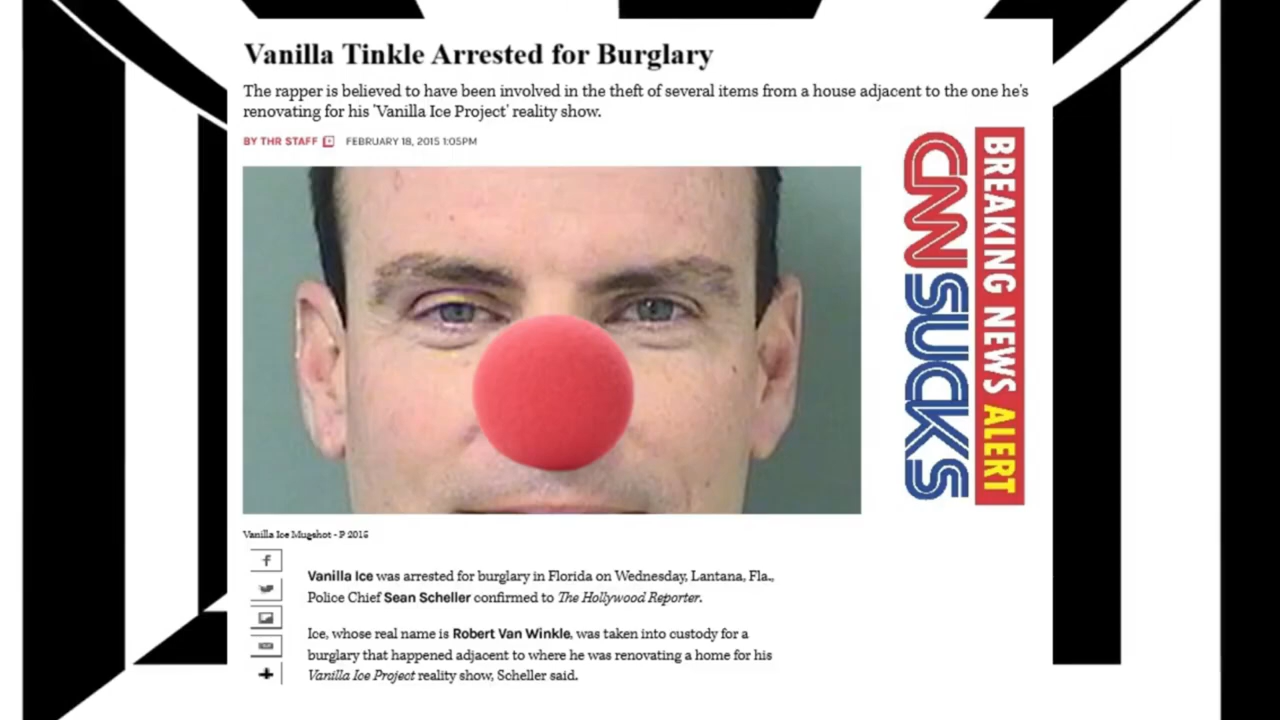 Vanilla Tinkle Arrested for Burglary
The rapper is believed to have been involved in the theft of several items from a house adjacent to the one he's
renovating for his 'Vanilla Ice Project' reality show.
BY THR STAFF FEBRUARY 18, 2015 1:05PM
BREAKING NEWS ALERT
CNN SUCKS
Vanilla Ice Mugshot - P 2015
Vanilla Ice was arrested for burglary in Florida on Wednesday, Lantana, Fla.,
Police Chief Sean Scheller confirmed to The Hollywood Reporter.
Ice, whose real name is Robert Van Winkle, was taken into custody for a
burglary that happened adjacent to where he was renovating a home for his
Vanilla Ice Project reality show, Scheller said.